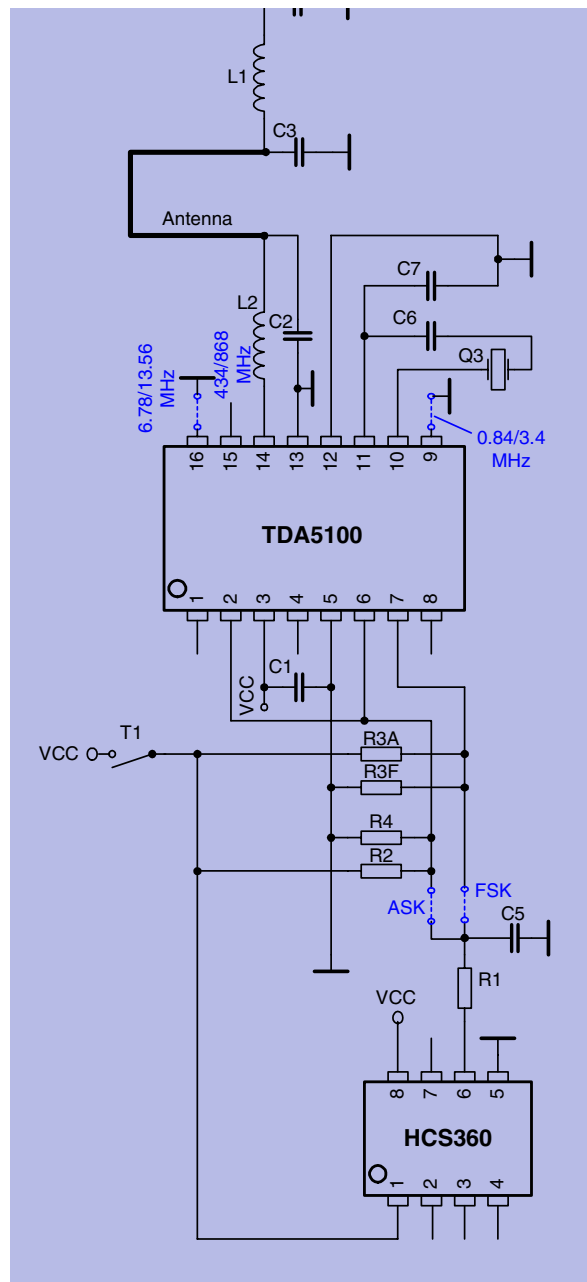 L1
C3
Antenna
C7
L2
C2
C6
Q3
6.78/13.56
MHz
434/868
MHz
0.84/3.4
MHz
16
15
14
13
12
11
10
9
TDA5100
1
2
3
4
5
6
7
8
C1
VCC
T1
VCC
R3A
R3F
R4
R2
ASK
FSK
C5
R1
VCC
8
7
6
5
HCS360
1
2
3
4